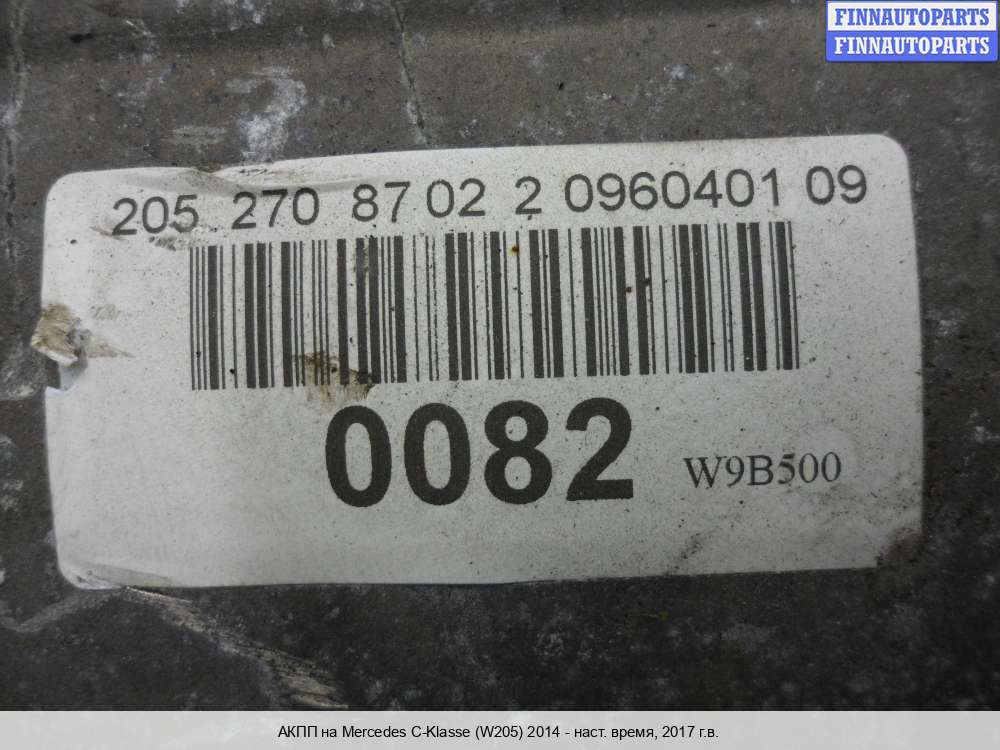 FINNAUTOPARTS
FINNAUTOPARTS
205 270 87 02 2 0960401 09
0082
W9B500
АКПП на Mercedes C-Klasse (W205) 2014 - наст. время, 2017 г.в.